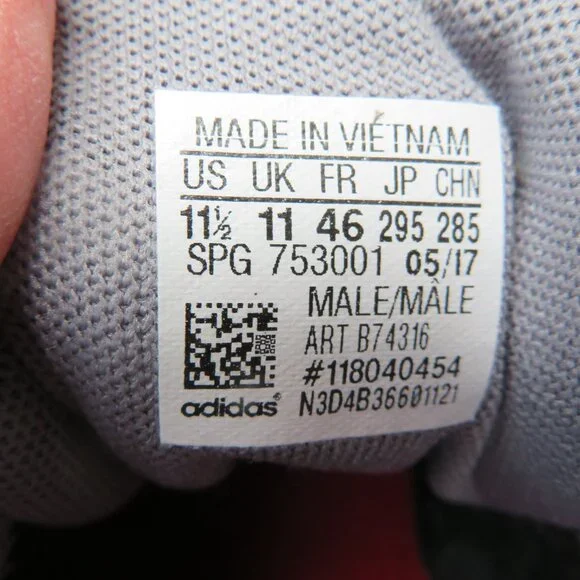 MADE IN VIÉTNAM
US UK FR JP CHN
11½ 11 46 295 285
SPG 753001 05/17
MALE/MÂLE
ART B74316
#118040454
adidas® N3D4B36601121